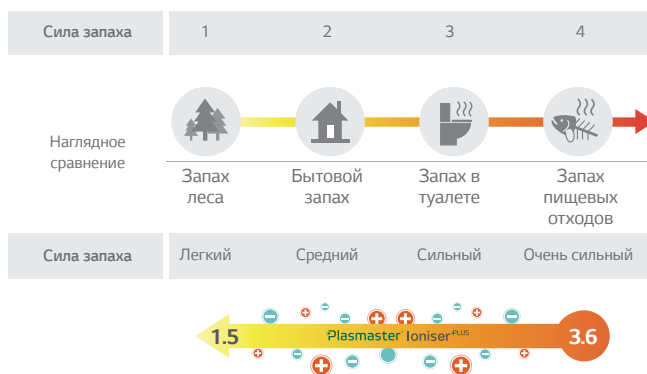 Сила запаха 1 2 3 4
Наглядное
сравнение
Запах
леса
Бытовой
запах
Запах в
туалете
Запах
пищевых
отходов
Сила запаха Легкий Средний Сильный Очень сильный
1.5 Plasmaster Ioniser PLUS 3.6